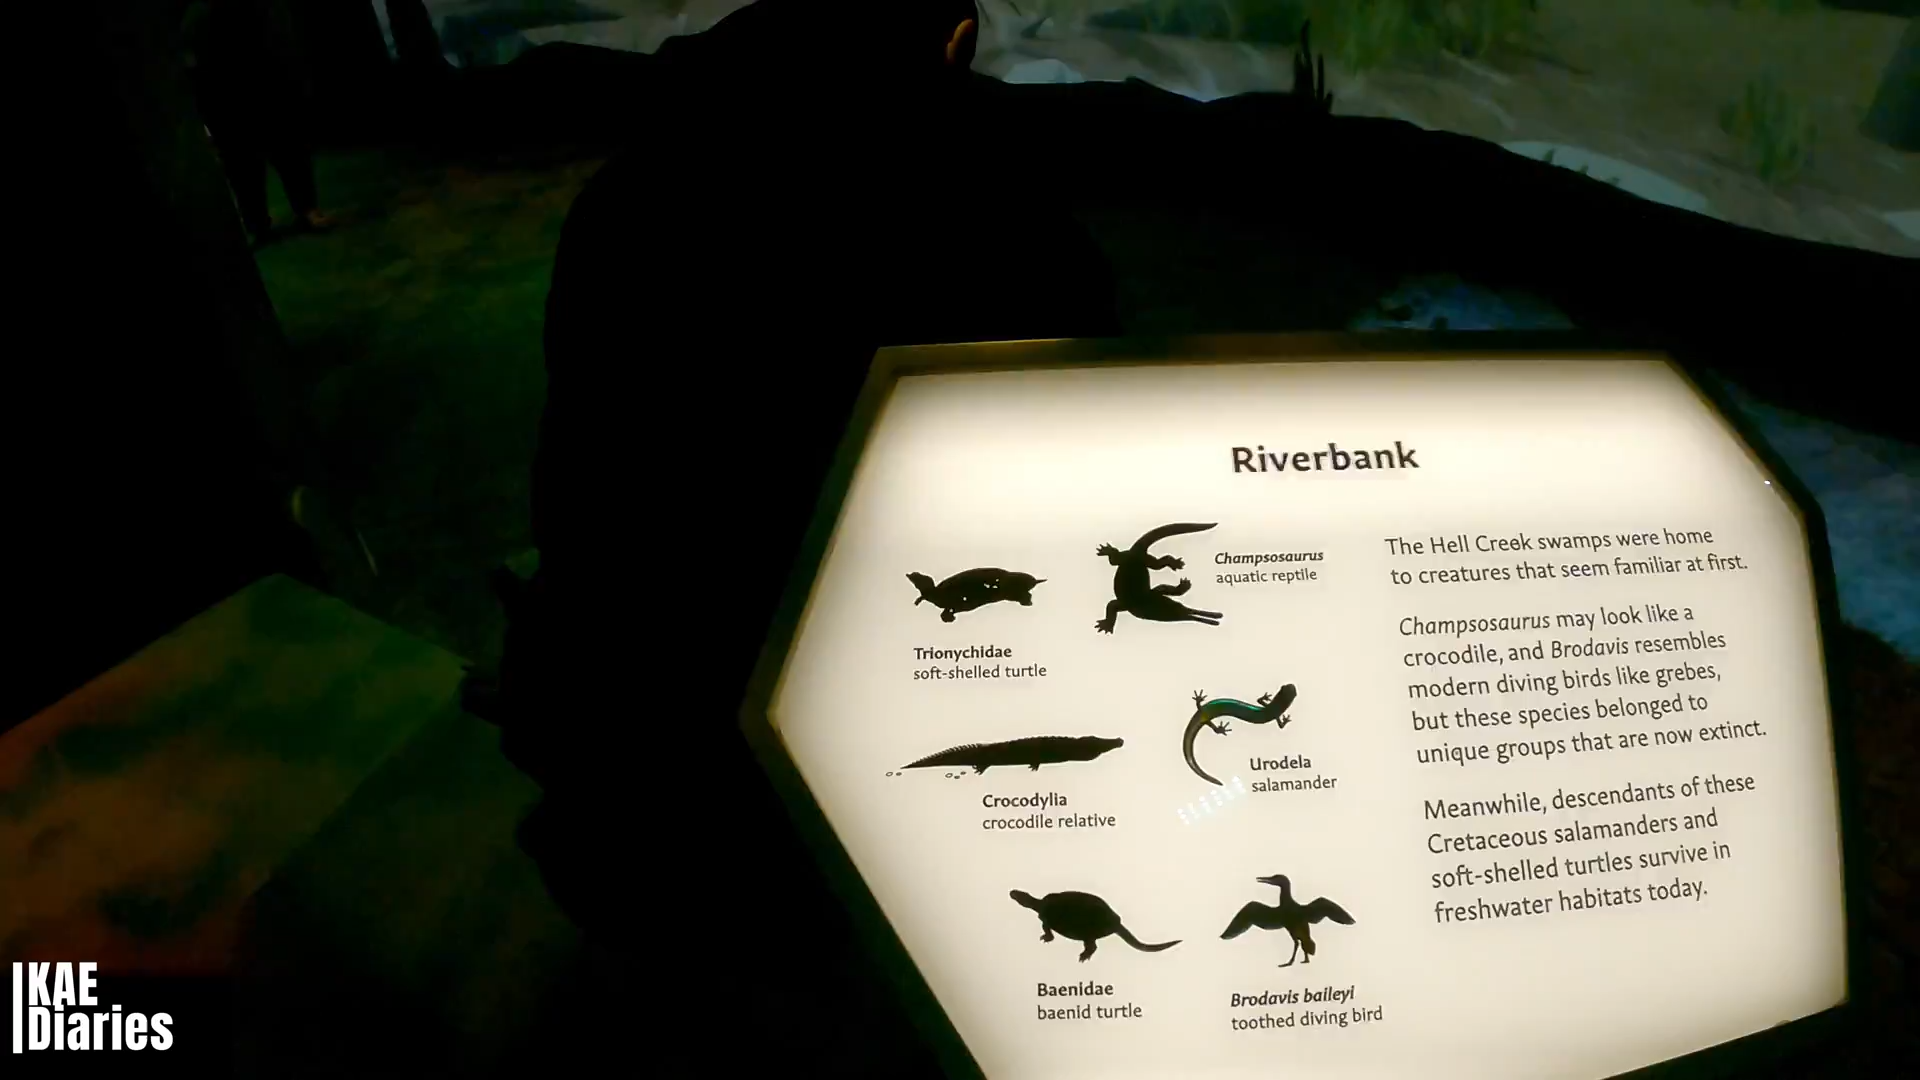 Riverbank
Trionychidae
soft-shelled turtle
Champsosaurus
aquatic reptile
Crocodylia
crocodile relative
Urodela
salamander
Baenidae
baenid turtle
Brodavis baileyi
toothed diving bird
The Hell Creek swamps were home
to creatures that seem familiar at first.
Champsosaurus may look like a
crocodile, and Brodavis resembles
modern diving birds like grebes,
but these species belonged to
unique groups that are now extinct.
Meanwhile, descendants of these
Cretaceous salamanders and
soft-shelled turtles survive in
freshwater habitats today.
KAE
Diaries